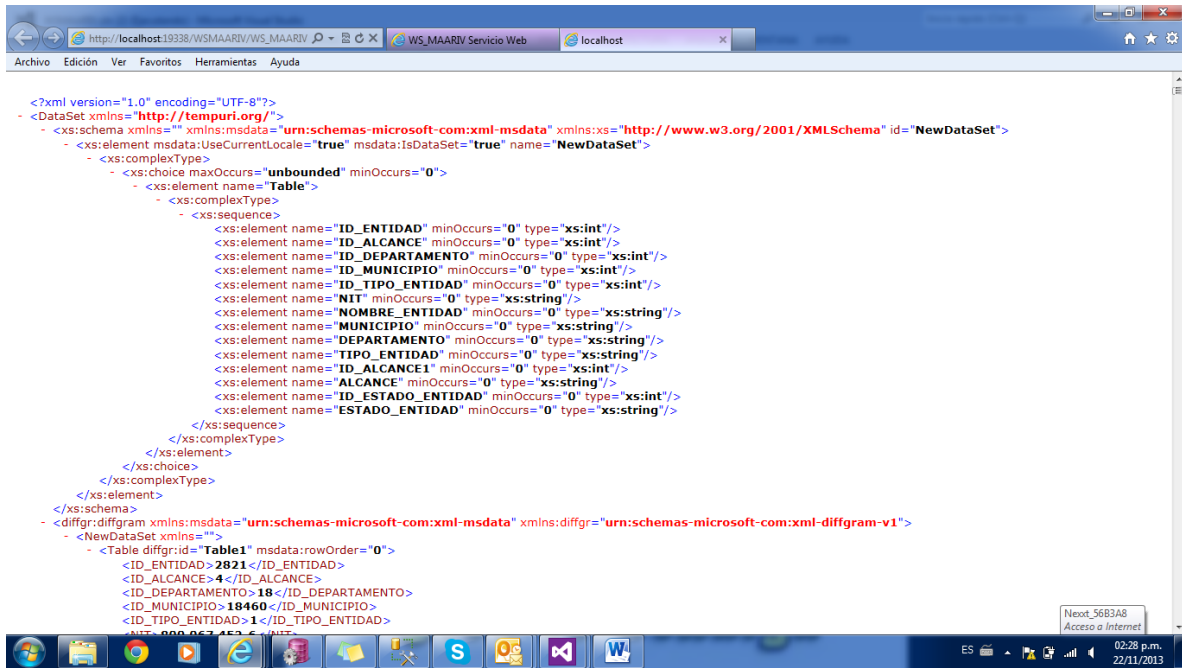 http://localhost:19338/WSMAARIV/WS_MAARIV
WS_MAARIV Servicio Web
localhost
Archivo Edición Ver Favoritos Herramientas Ayuda
<?xml version="1.0" encoding="UTF-8"?>
- <DataSet xmlns="http://tempuri.org/">
- <xs:schema xmlns="" xmlns:msdata="urn:schemas-microsoft-com:xml-msdata" xmlns:xs="http://www.w3.org/2001/XMLSchema" id="NewDataSet">
- <xs:element msdata:UseCurrentLocale="true" msdata:IsDataSet="true" name="NewDataSet">
- <xs:complexType>
- <xs:choice maxOccurs="unbounded" minOccurs="0">
- <xs:element name="Table">
- <xs:complexType>
- <xs:sequence>
<xs:element name="ID_ENTIDAD" minOccurs="0" type="xs:int"/>
<xs:element name="ID_ALCANCE" minOccurs="0" type="xs:int"/>
<xs:element name="ID_DEPARTAMENTO" minOccurs="0" type="xs:int"/>
<xs:element name="ID_MUNICIPIO" minOccurs="0" type="xs:int"/>
<xs:element name="ID_TIPO_ENTIDAD" minOccurs="0" type="xs:int"/>
<xs:element name="NIT" minOccurs="0" type="xs:string"/>
<xs:element name="NOMBRE_ENTIDAD" minOccurs="0" type="xs:string"/>
<xs:element name="MUNICIPIO" minOccurs="0" type="xs:string"/>
<xs:element name="DEPARTAMENTO" minOccurs="0" type="xs:string"/>
<xs:element name="TIPO_ENTIDAD" minOccurs="0" type="xs:string"/>
<xs:element name="ID_ALCANCE1" minOccurs="0" type="xs:int"/>
<xs:element name="ALCANCE" minOccurs="0" type="xs:string"/>
<xs:element name="ID_ESTADO_ENTIDAD" minOccurs="0" type="xs:int"/>
<xs:element name="ESTADO_ENTIDAD" minOccurs="0" type="xs:string"/>
</xs:sequence>
</xs:complexType>
</xs:element>
</xs:choice>
</xs:complexType>
</xs:element>
</xs:schema>
- <diffgr:diffgram xmlns:msdata="urn:schemas-microsoft-com:xml-msdata" xmlns:diffgr="urn:schemas-microsoft-com:xml-diffgram-v1">
- <NewDataSet xmlns="">
- <Table diffgr:id="Table1" msdata:rowOrder="0">
<ID_ENTIDAD>2821</ID_ENTIDAD>
<ID_ALCANCE>4</ID_ALCANCE>
<ID_DEPARTAMENTO>18</ID_DEPARTAMENTO>
<ID_MUNICIPIO>18460</ID_MUNICIPIO>
<ID_TIPO_ENTIDAD>1</ID_TIPO_ENTIDAD>
Nexxt_56B3A8
Acceso a Internet
ES
02:28 p.m.
22/11/2013